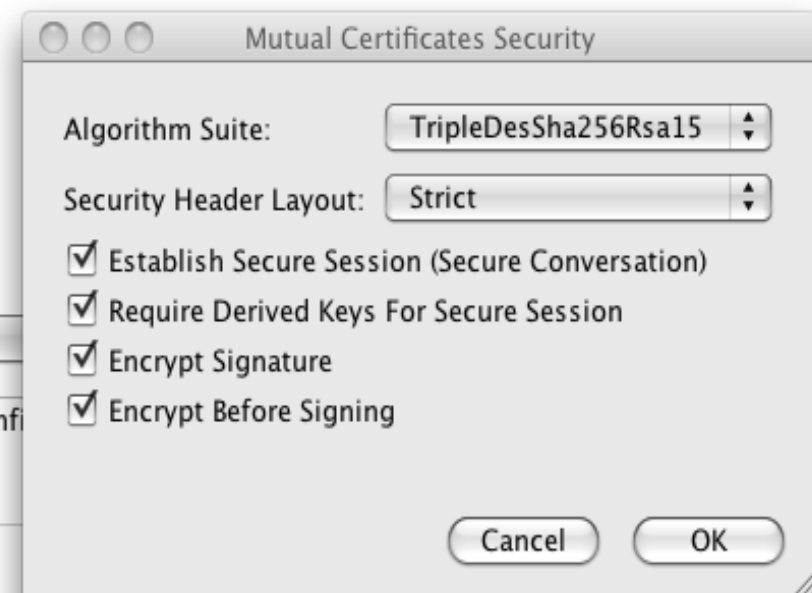 Mutual Certificates Security
Algorithm Suite: TripleDesSha256Rsa15
Security Header Layout: Strict
Establish Secure Session (Secure Conversation)
Require Derived Keys For Secure Session
Encrypt Signature
Encrypt Before Signing
nfi
Cancel OK